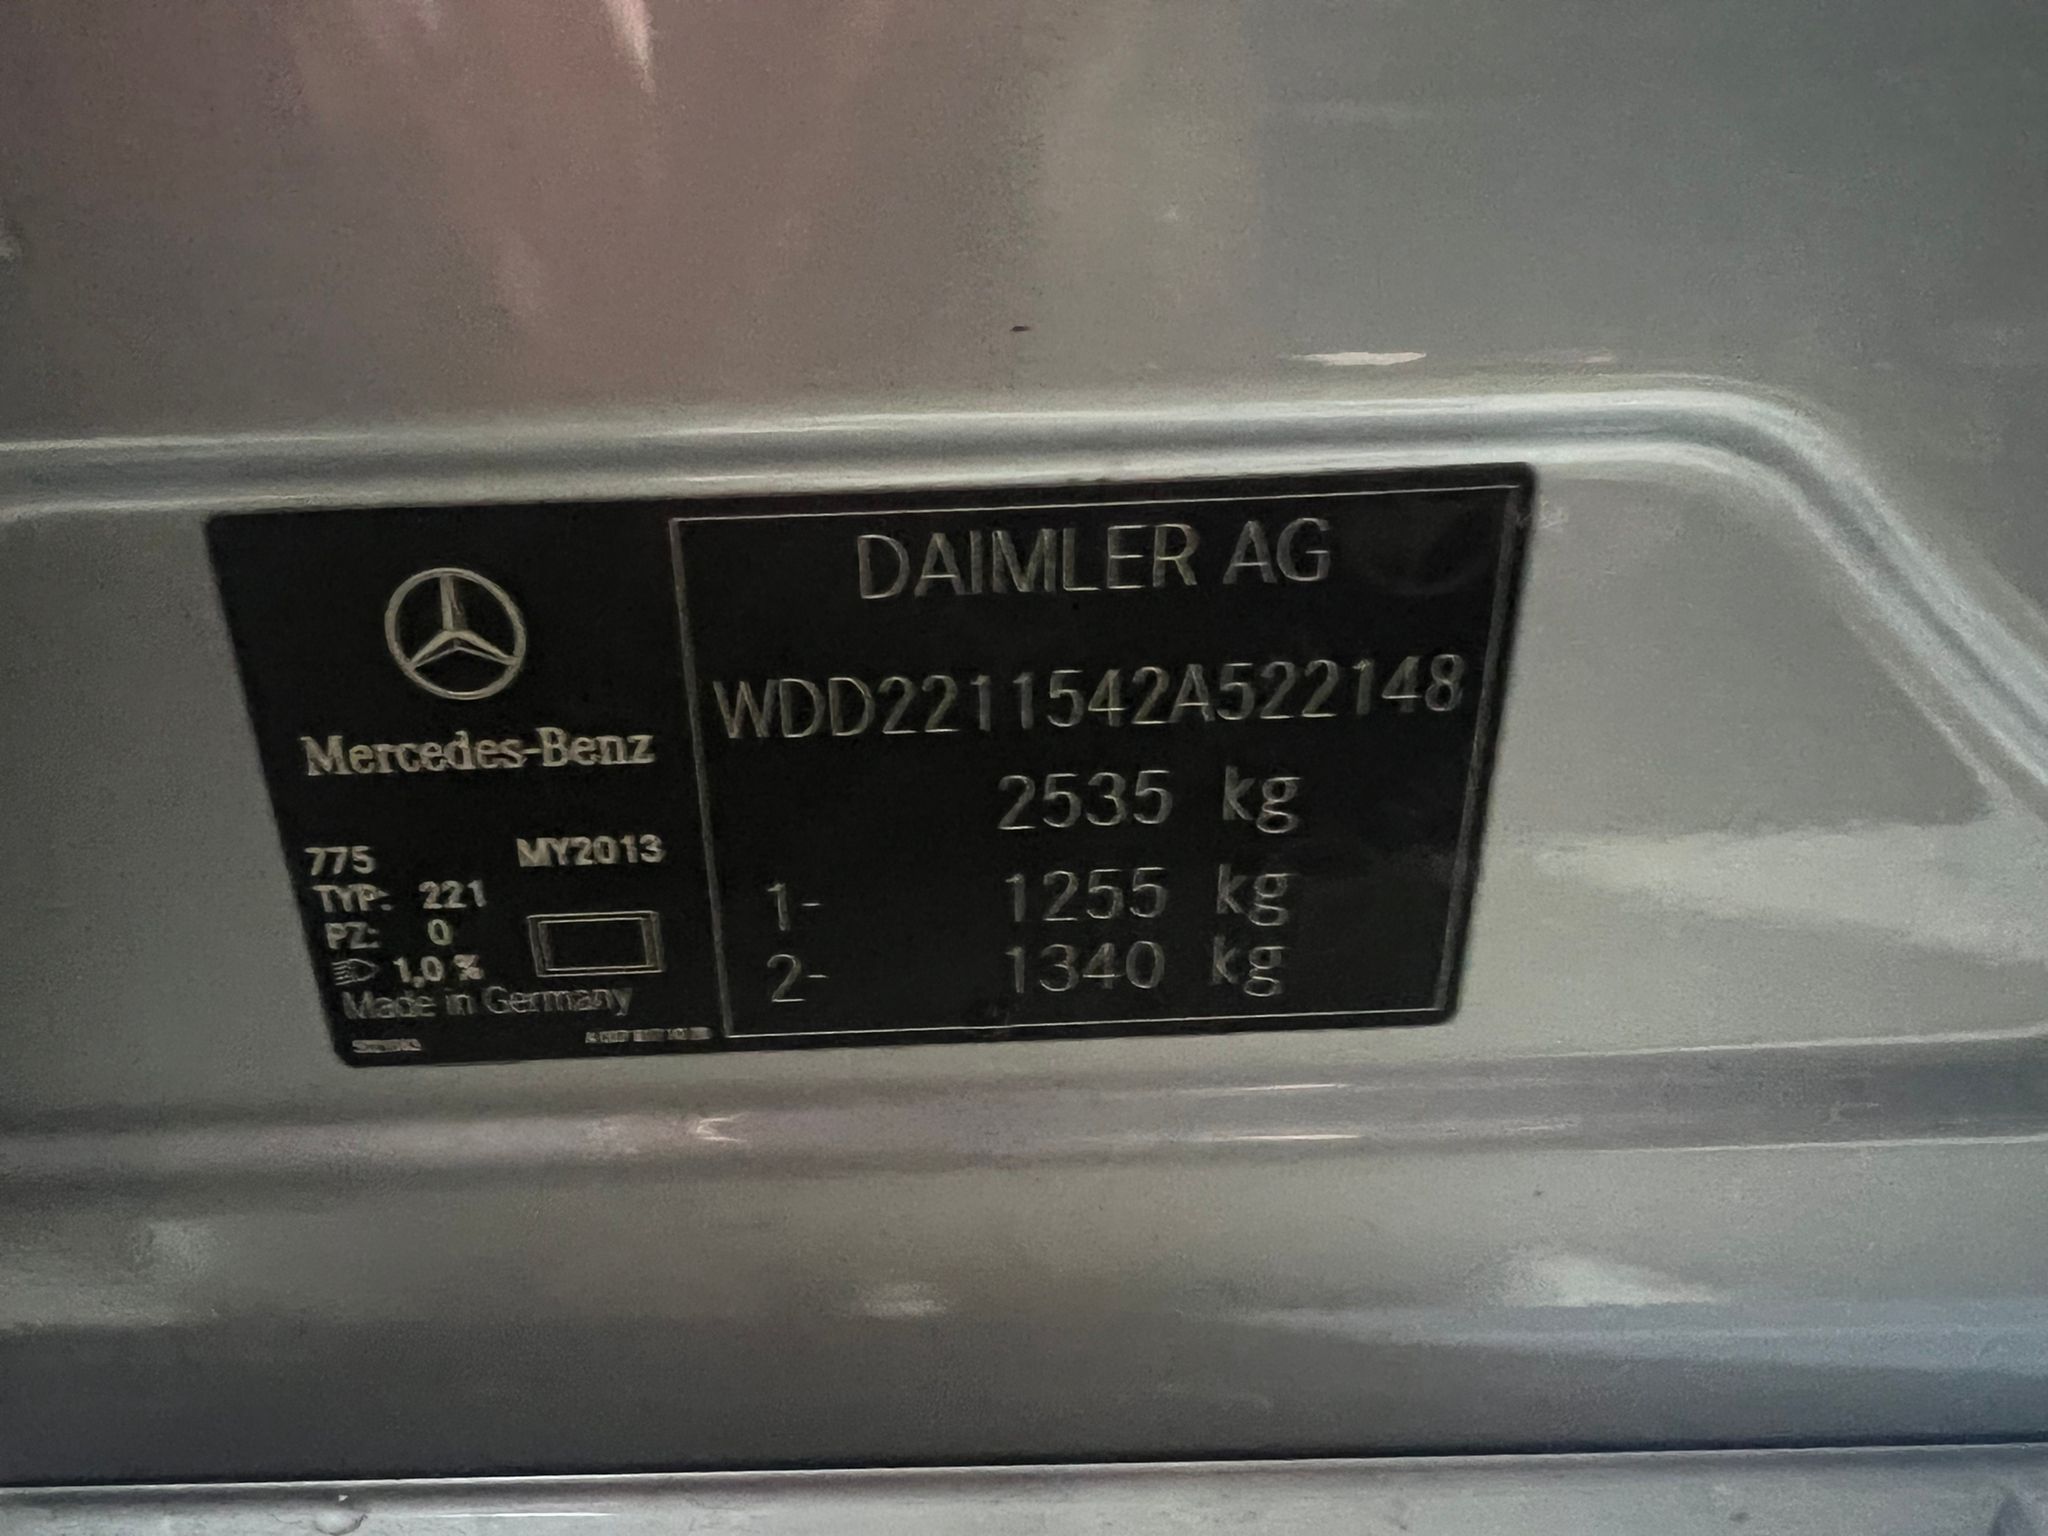 Mercedes-Benz
775 MY2013
TYP: 221
PZ: 0
1,0 %
Made in Germany
DAIMLER AG
WDD2211542A522148
2535 kg
1- 1255 kg
2- 1340 kg